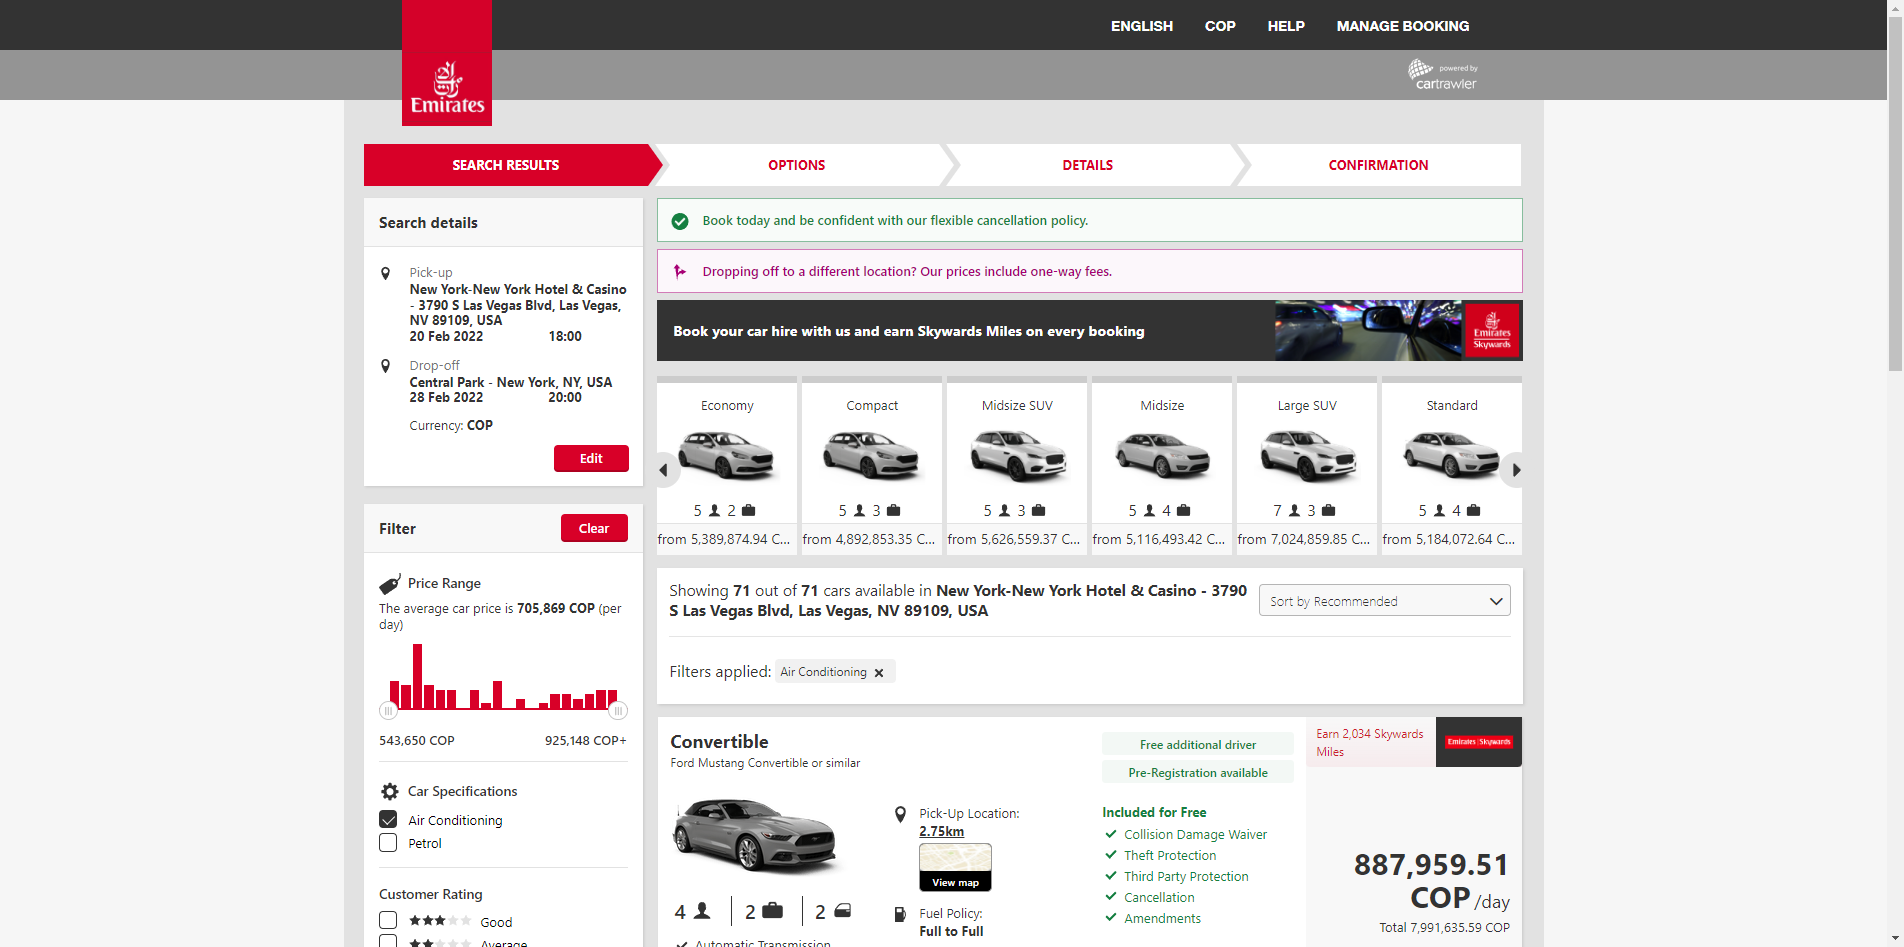 ENGLISH
COP
HELP
MANAGE BOOKING
Emirates
powered by
cartrawler
SEARCH RESULTS
OPTIONS
DETAILS
CONFIRMATION
Search details
Pick-up
New York-New York Hotel & Casino
- 3790 S Las Vegas Blvd, Las Vegas,
NV 89109, USA
20 Feb 2022 18:00
Drop-off
Central Park - New York, NY, USA
28 Feb 2022 20:00
Currency: COP
Edit
Filter
Clear
Price Range
The average car price is 705,869 COP (per
day)
543,650 COP 925,148 COP+
Car Specifications
Air Conditioning
Petrol
Customer Rating
Good
Average
Book today and be confident with our flexible cancellation policy.
Dropping off to a different location? Our prices include one-way fees.
Book your car hire with us and earn Skywards Miles on every booking
Emirates
Skywards
Economy
5 2
from 5,389,874.94 C...
Compact
5 3
from 4,892,853.35 C...
Midsize SUV
5 3
from 5,626,559.37 C...
Midsize
5 4
from 5,116,493.42 C...
Large SUV
7 3
from 7,024,859.85 C...
Standard
5 4
from 5,184,072.64 C...
Showing 71 out of 71 cars available in New York-New York Hotel & Casino - 3790
S Las Vegas Blvd, Las Vegas, NV 89109, USA
Sort by Recommended
Filters applied: Air Conditioning
Convertible
Ford Mustang Convertible or similar
4 2 2
Automatic Transmission
Pick-Up Location:
2.75km
View map
Fuel Policy:
Full to Full
Free additional driver
Pre-Registration available
Included for Free
Collision Damage Waiver
Theft Protection
Third Party Protection
Cancellation
Amendments
Earn 2,034 Skywards
Miles
Emirates Skywards
887,959.51
COP /day
Total 7,991,635.59 COP